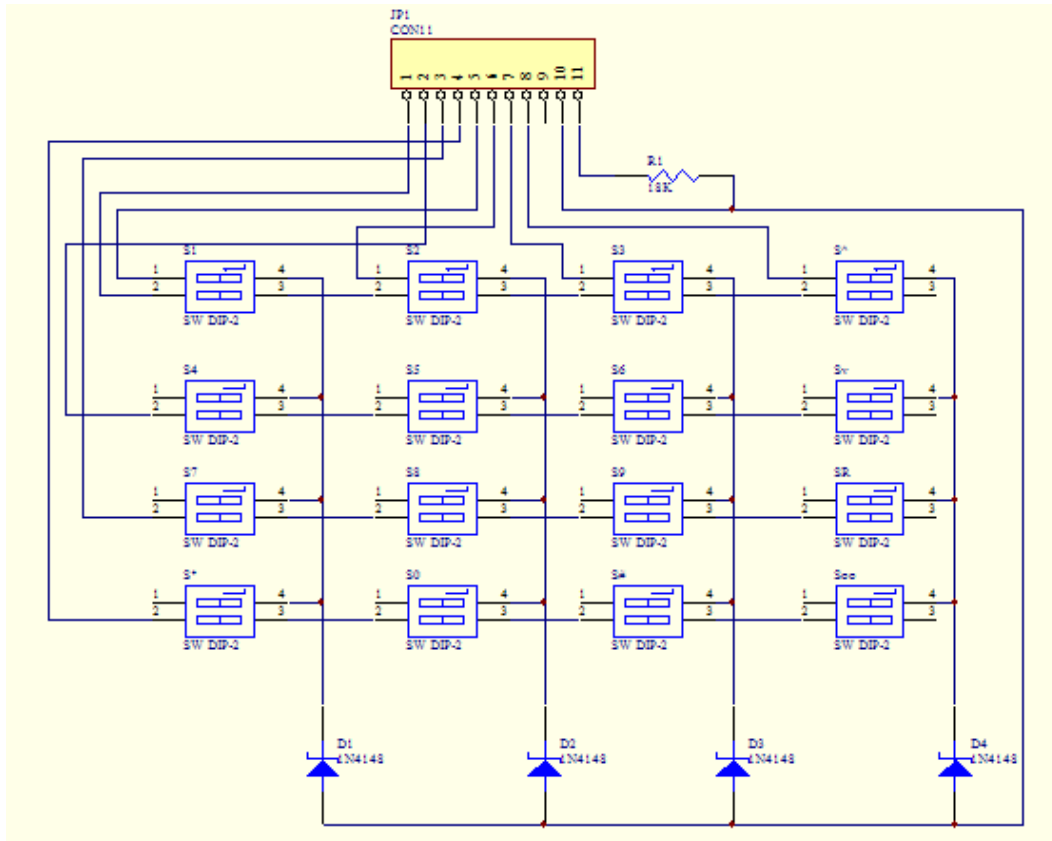 JP1
CON11
1 2 3 4 5 6 7 8 9 10 11
R1
18K
S1 S2 S3 S^
1 4 1 4 1 4 1 4
2 3 2 3 2 3 2 3
SW DIP-2 SW DIP-2 SW DIP-2 SW DIP-2
S4 S5 S6 Sv
1 4 1 4 1 4 1 4
2 3 2 3 2 3 2 3
SW DIP-2 SW DIP-2 SW DIP-2 SW DIP-2
S7 S8 S9 SR
1 4 1 4 1 4 1 4
2 3 2 3 2 3 2 3
SW DIP-2 SW DIP-2 SW DIP-2 SW DIP-2
S* S0 S#
1 4 1 4 1 4 1 4
2 3 2 3 2 3 2 3
SW DIP-2 SW DIP-2 SW DIP-2 SW DIP-2
D1 D2 D3 D4
1N4148 1N4148 1N4148 1N4148